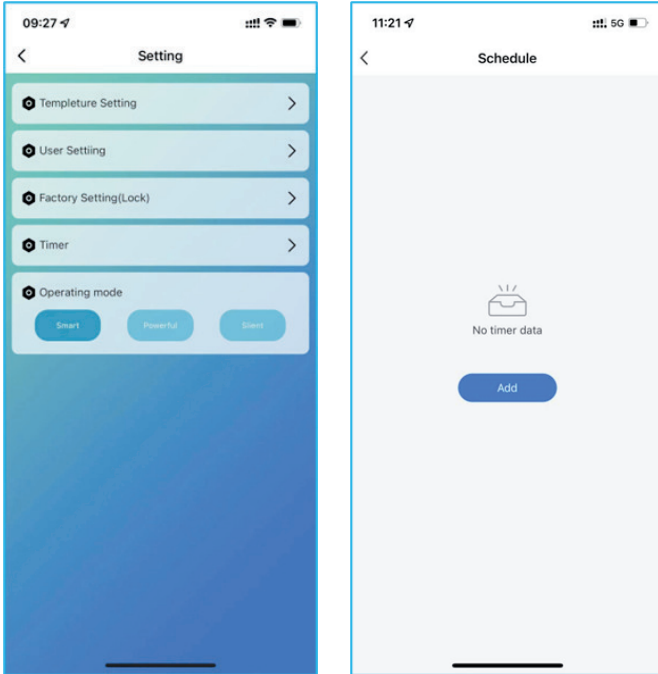 09:27
Setting
Templeture Setting
User Settiing
Factory Setting(Lock)
Timer
Operating mode
Smart
Powerful
Silent
11:21
5G
Schedule
No timer data
Add